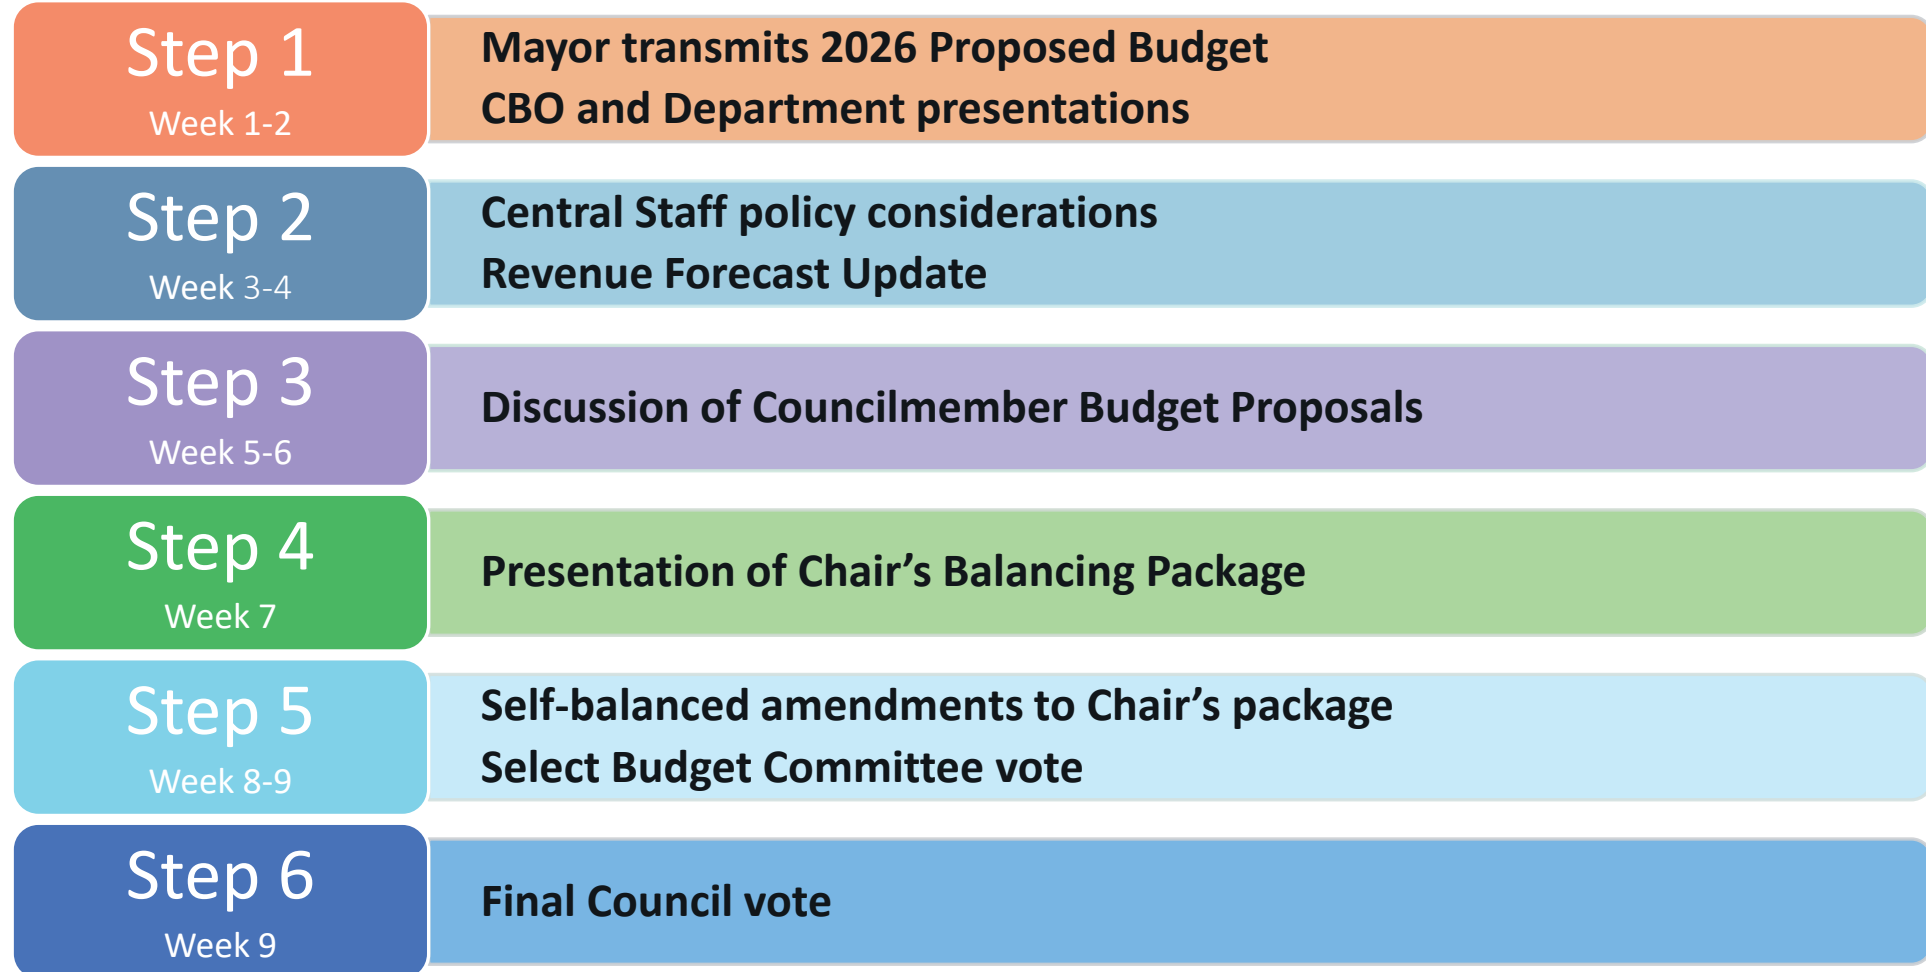 Step 1
Week 1-2
Mayor transmits 2026 Proposed Budget
CBO and Department presentations
Step 2
Week 3-4
Central Staff policy considerations
Revenue Forecast Update
Step 3
Week 5-6
Discussion of Councilmember Budget Proposals
Step 4
Week 7
Presentation of Chair’s Balancing Package
Step 5
Week 8-9
Self-balanced amendments to Chair’s package
Select Budget Committee vote
Step 6
Week 9
Final Council vote